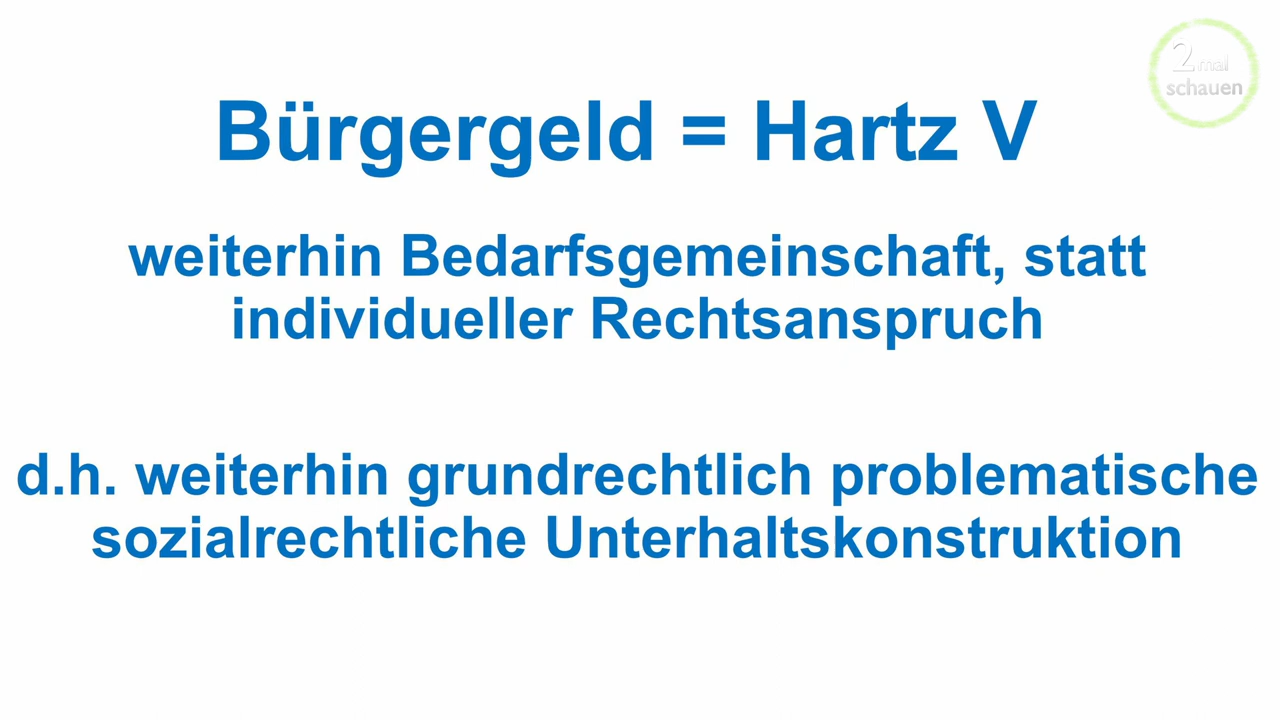 2 mal
schauen
Bürgergeld = Hartz V
weiterhin Bedarfsgemeinschaft, statt
individueller Rechtsanspruch
d.h. weiterhin grundrechtlich problematische
sozialrechtliche Unterhaltskonstruktion